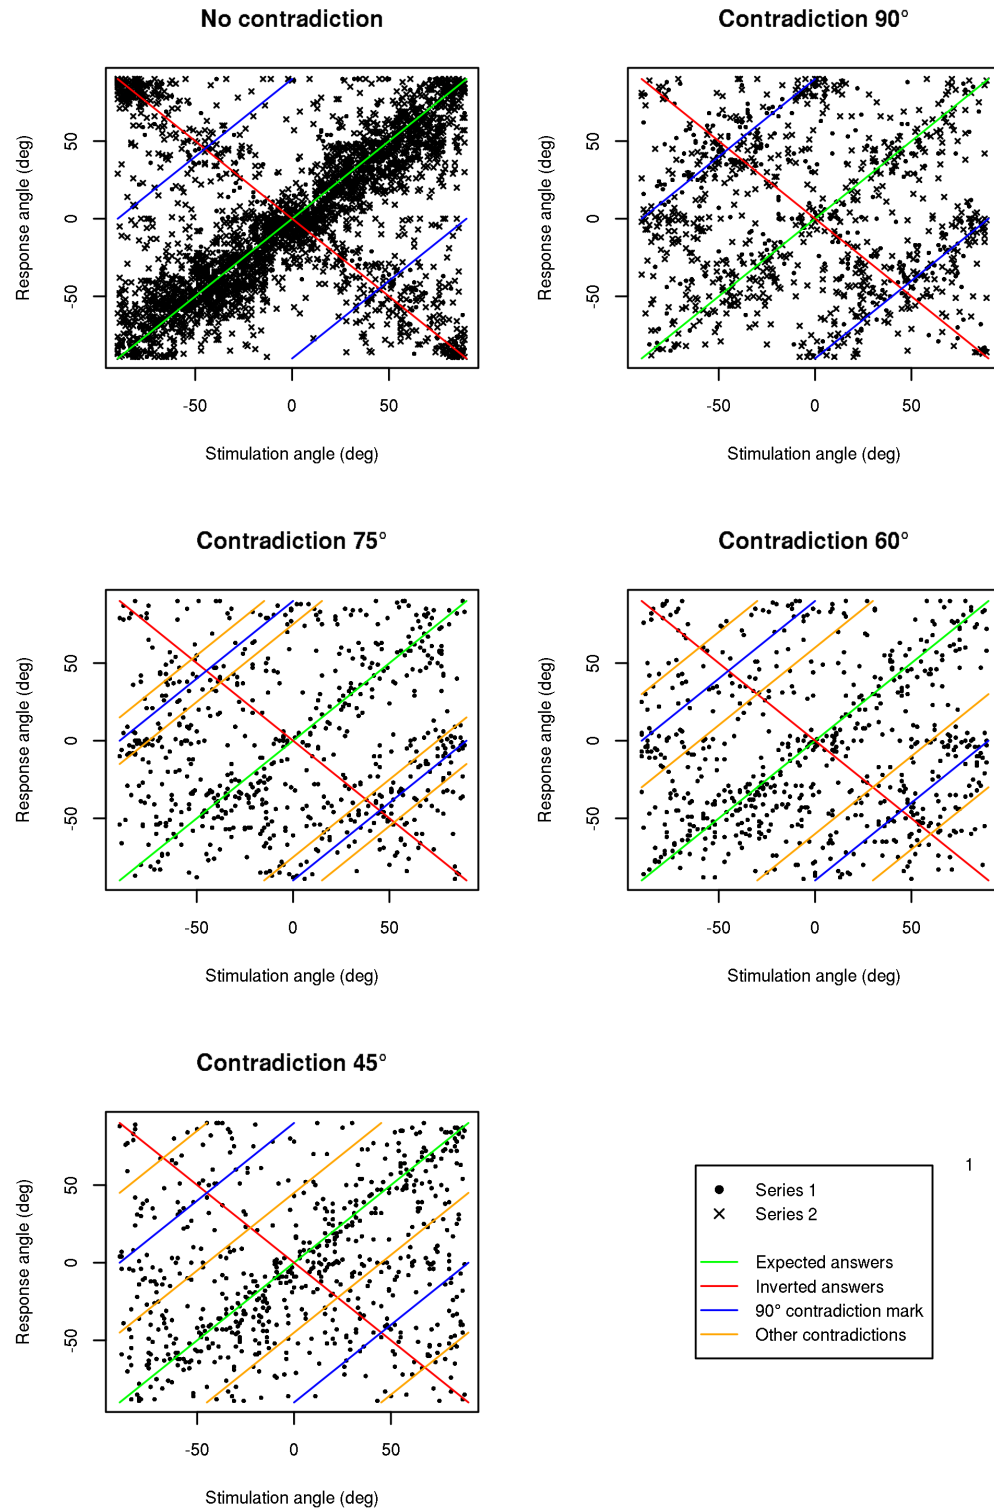 No contradiction
Contradiction 90°
Response angle (deg)
50
0
-50
-50
0
50
Stimulation angle (deg)
Response angle (deg)
50
0
-50
-50
0
50
Stimulation angle (deg)
Contradiction 75°
Contradiction 60°
Response angle (deg)
50
0
-50
-50
0
50
Stimulation angle (deg)
Response angle (deg)
50
0
-50
-50
0
50
Stimulation angle (deg)
Contradiction 45°
Response angle (deg)
50
0
-50
-50
0
50
Stimulation angle (deg)
1
Series 1
Series 2
Expected answers
Inverted answers
90° contradiction mark
Other contradictions